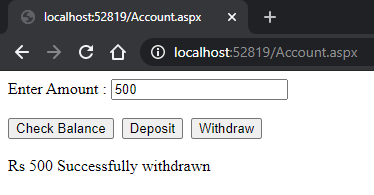 localhost:52819/Account.aspx
localhost:52819/Account.aspx
Enter Amount : 500
Check Balance Deposit Withdraw
Rs 500 Successfully withdrawn